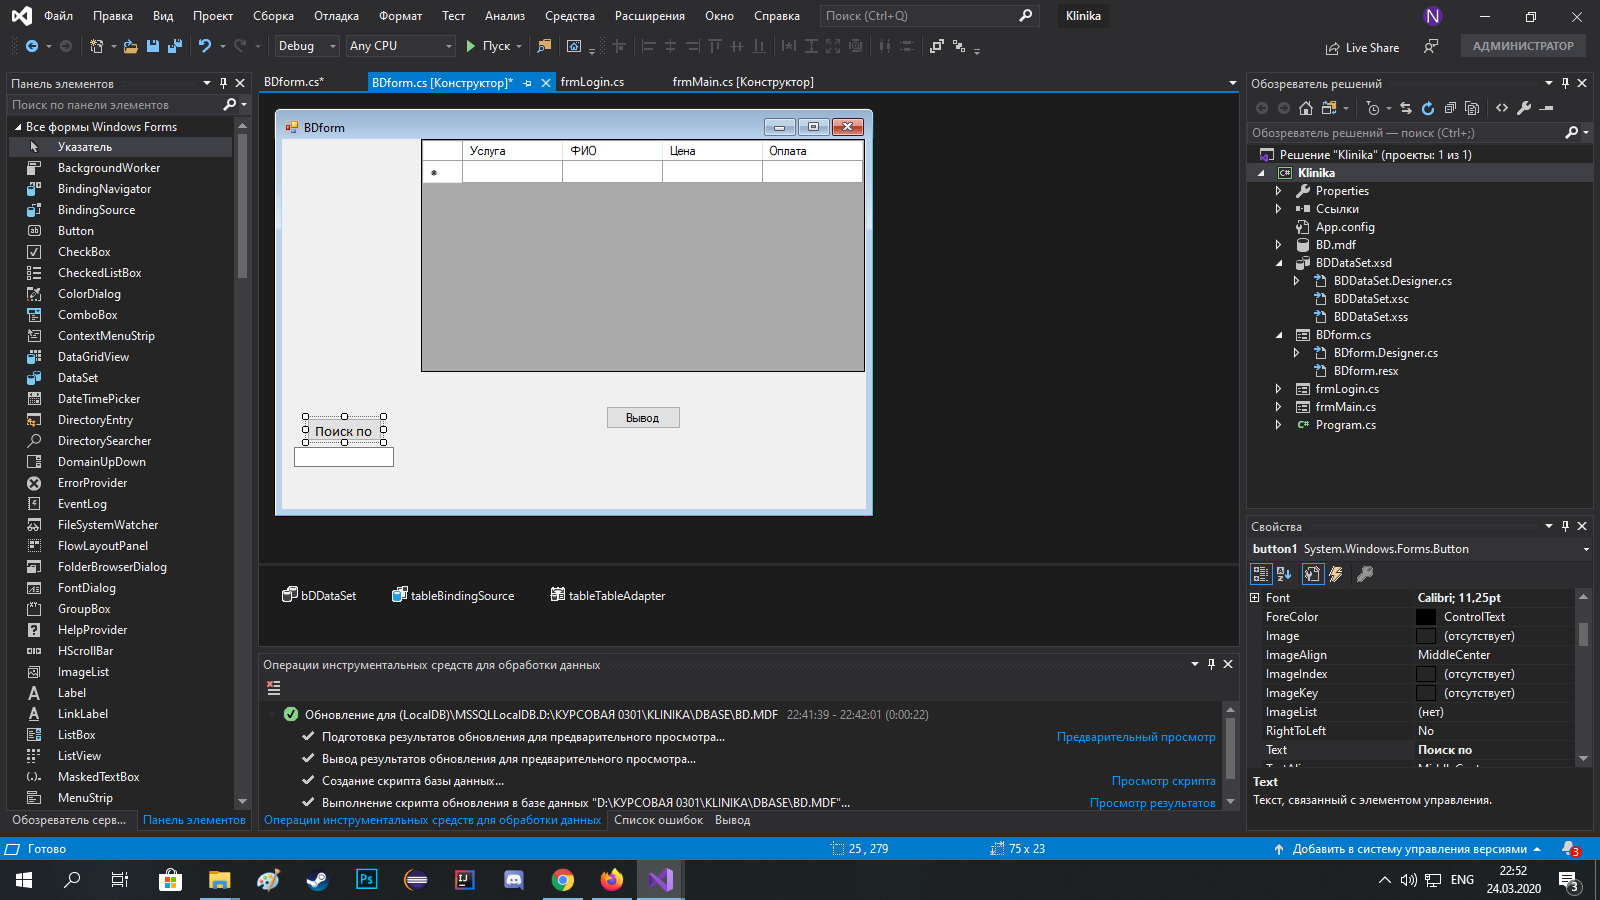 Файл Правка Вид Проект Сборка Отладка Формат Тест Анализ Средства Расширения Окно Справка Поиск (Ctrl+Q) Klinika N
Debug Any CPU Пуск Live Share АДМИНИСТРАТОР
Панель элементов
Поиск по панели элементов
Все формы Windows Forms
Указатель
BackgroundWorker
BindingNavigator
BindingSource
Button
CheckBox
CheckedListBox
ColorDialog
ComboBox
ContextMenuStrip
DataGridView
DataSet
DateTimePicker
DirectoryEntry
DirectorySearcher
DomainUpDown
ErrorProvider
EventLog
FileSystemWatcher
FlowLayoutPanel
FolderBrowserDialog
FontDialog
GroupBox
HelpProvider
HScrollBar
ImageList
Label
LinkLabel
ListBox
ListView
MaskedTextBox
MenuStrip
Обозреватель серв... Панель элементов
BDform.cs* BDform.cs [Конструктор]* frmLogin.cs frmMain.cs [Конструктор]
BDform
Услуга ФИО Цена Оплата
Вывод
Поиск по
bDDataSet tableBindingSource tableTableAdapter
Операции инструментальных средств для обработки данных
Обновление для (LocalDB)\MSSQLLocalDB.D:\КУРСОВАЯ 0301\KLINIKA\DBASE\BD.MDF 22:41:39 - 22:42:01 (0:00:22)
Подготовка результатов обновления для предварительного просмотра... Предварительный просмотр
Вывод результатов обновления для предварительного просмотра...
Создание скрипта базы данных... Просмотр скрипта
Выполнение скрипта обновления в базе данных "D:\КУРСОВАЯ 0301\KLINIKA\DBASE\BD.MDF"... Просмотр результатов
Операции инструментальных средств для обработки данных Список ошибок Вывод
Обозреватель решений
Обозреватель решений — поиск (Ctrl+;)
Решение "Klinika" (проекты: 1 из 1)
Klinika
Properties
Ссылки
App.config
BD.mdf
BDDataSet.xsd
BDDataSet.Designer.cs
BDDataSet.xsc
BDDataSet.xss
BDform.cs
BDform.Designer.cs
BDform.resx
frmLogin.cs
frmMain.cs
Program.cs
Свойства
button1 System.Windows.Forms.Button
Font Calibri; 11,25pt
ForeColor ControlText
Image (отсутствует)
ImageAlign MiddleCenter
ImageIndex (отсутствует)
ImageKey (отсутствует)
ImageList (нет)
RightToLeft No
Text Поиск по
Text
Текст, связанный с элементом управления.
Готово 25 , 279 75 x 23 Добавить в систему управления версиями 3
Ps IJ ENG 22:52
24.03.2020 3